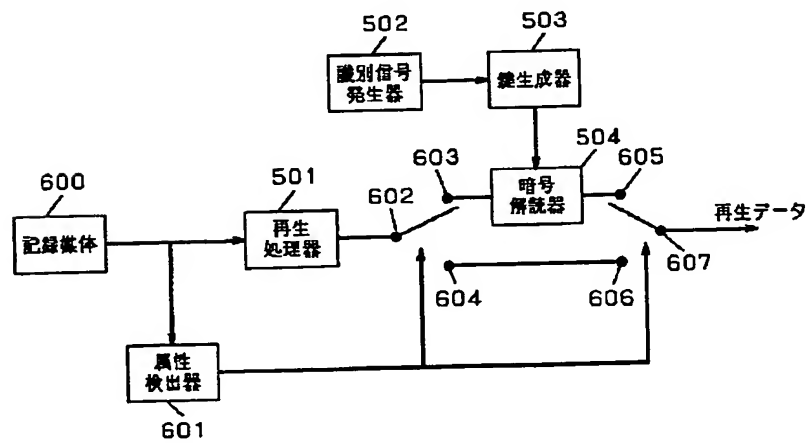 502
503
識別信号
発生器
鍵生成器
603
504
605
600
501
602
暗号
解読器
再生データ
記録媒体
再生
処理器
607
604
606
属性
検出器
601